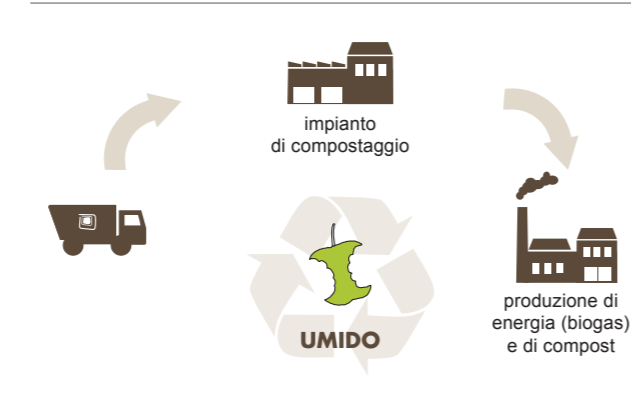 impianto
di compostaggio
UMIDO
produzione di
energia (biogas)
e di compost